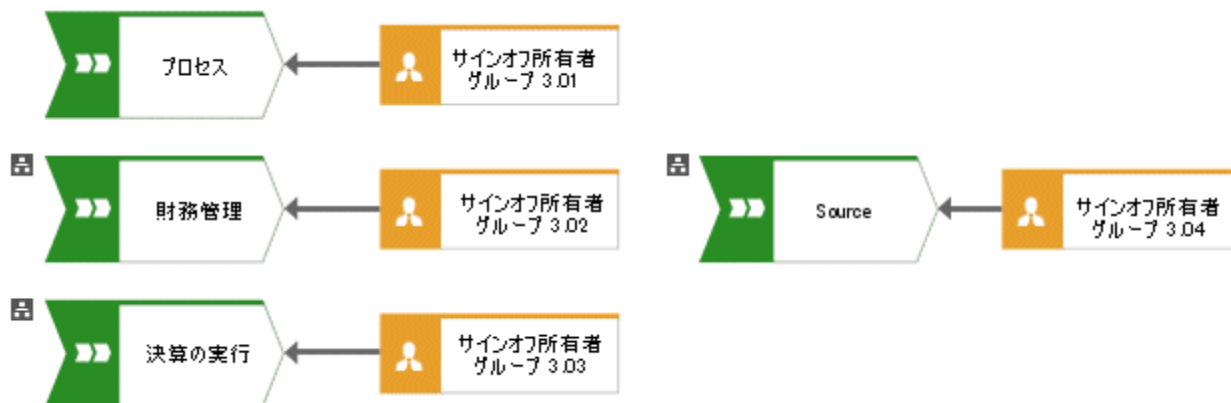 プロセス
サインオフ所有者
グループ 3.01
財務管理
サインオフ所有者
グループ 3.02
Source
サインオフ所有者
グループ 3.04
決算の実行
サインオフ所有者
グループ 3.03